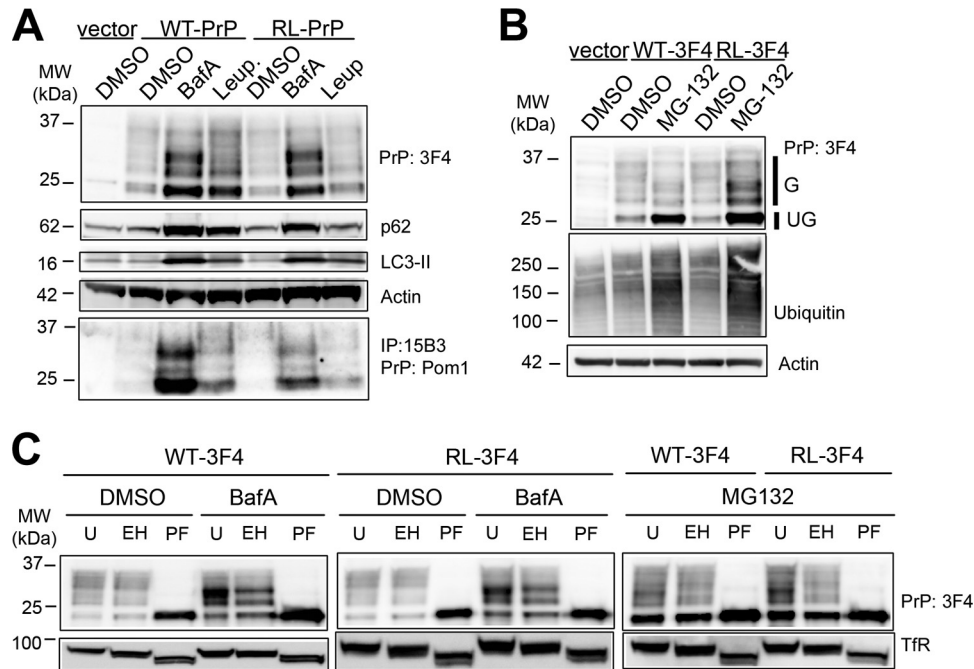 A
vector WT-PrP RL-PrP
DMSO DMSO BafA Leup. DMSO BafA Leup
MW
(kDa)
37
25
PrP: 3F4
62
p62
16
LC3-II
42
Actin
37
25
IP:15B3
PrP: Pom1
B
vector WT-3F4 RL-3F4
DMSO DMSO MG-132 DMSO MG-132
MW
(kDa)
PrP: 3F4
37
G
25
UG
250
150
100
Ubiquitin
42
Actin
C
WT-3F4 RL-3F4 WT-3F4 RL-3F4
DMSO BafA DMSO BafA MG132
MW
(kDa)
U EH PF U EH PF U EH PF U EH PF U EH PF U EH PF
37
25
PrP: 3F4
100
TfR